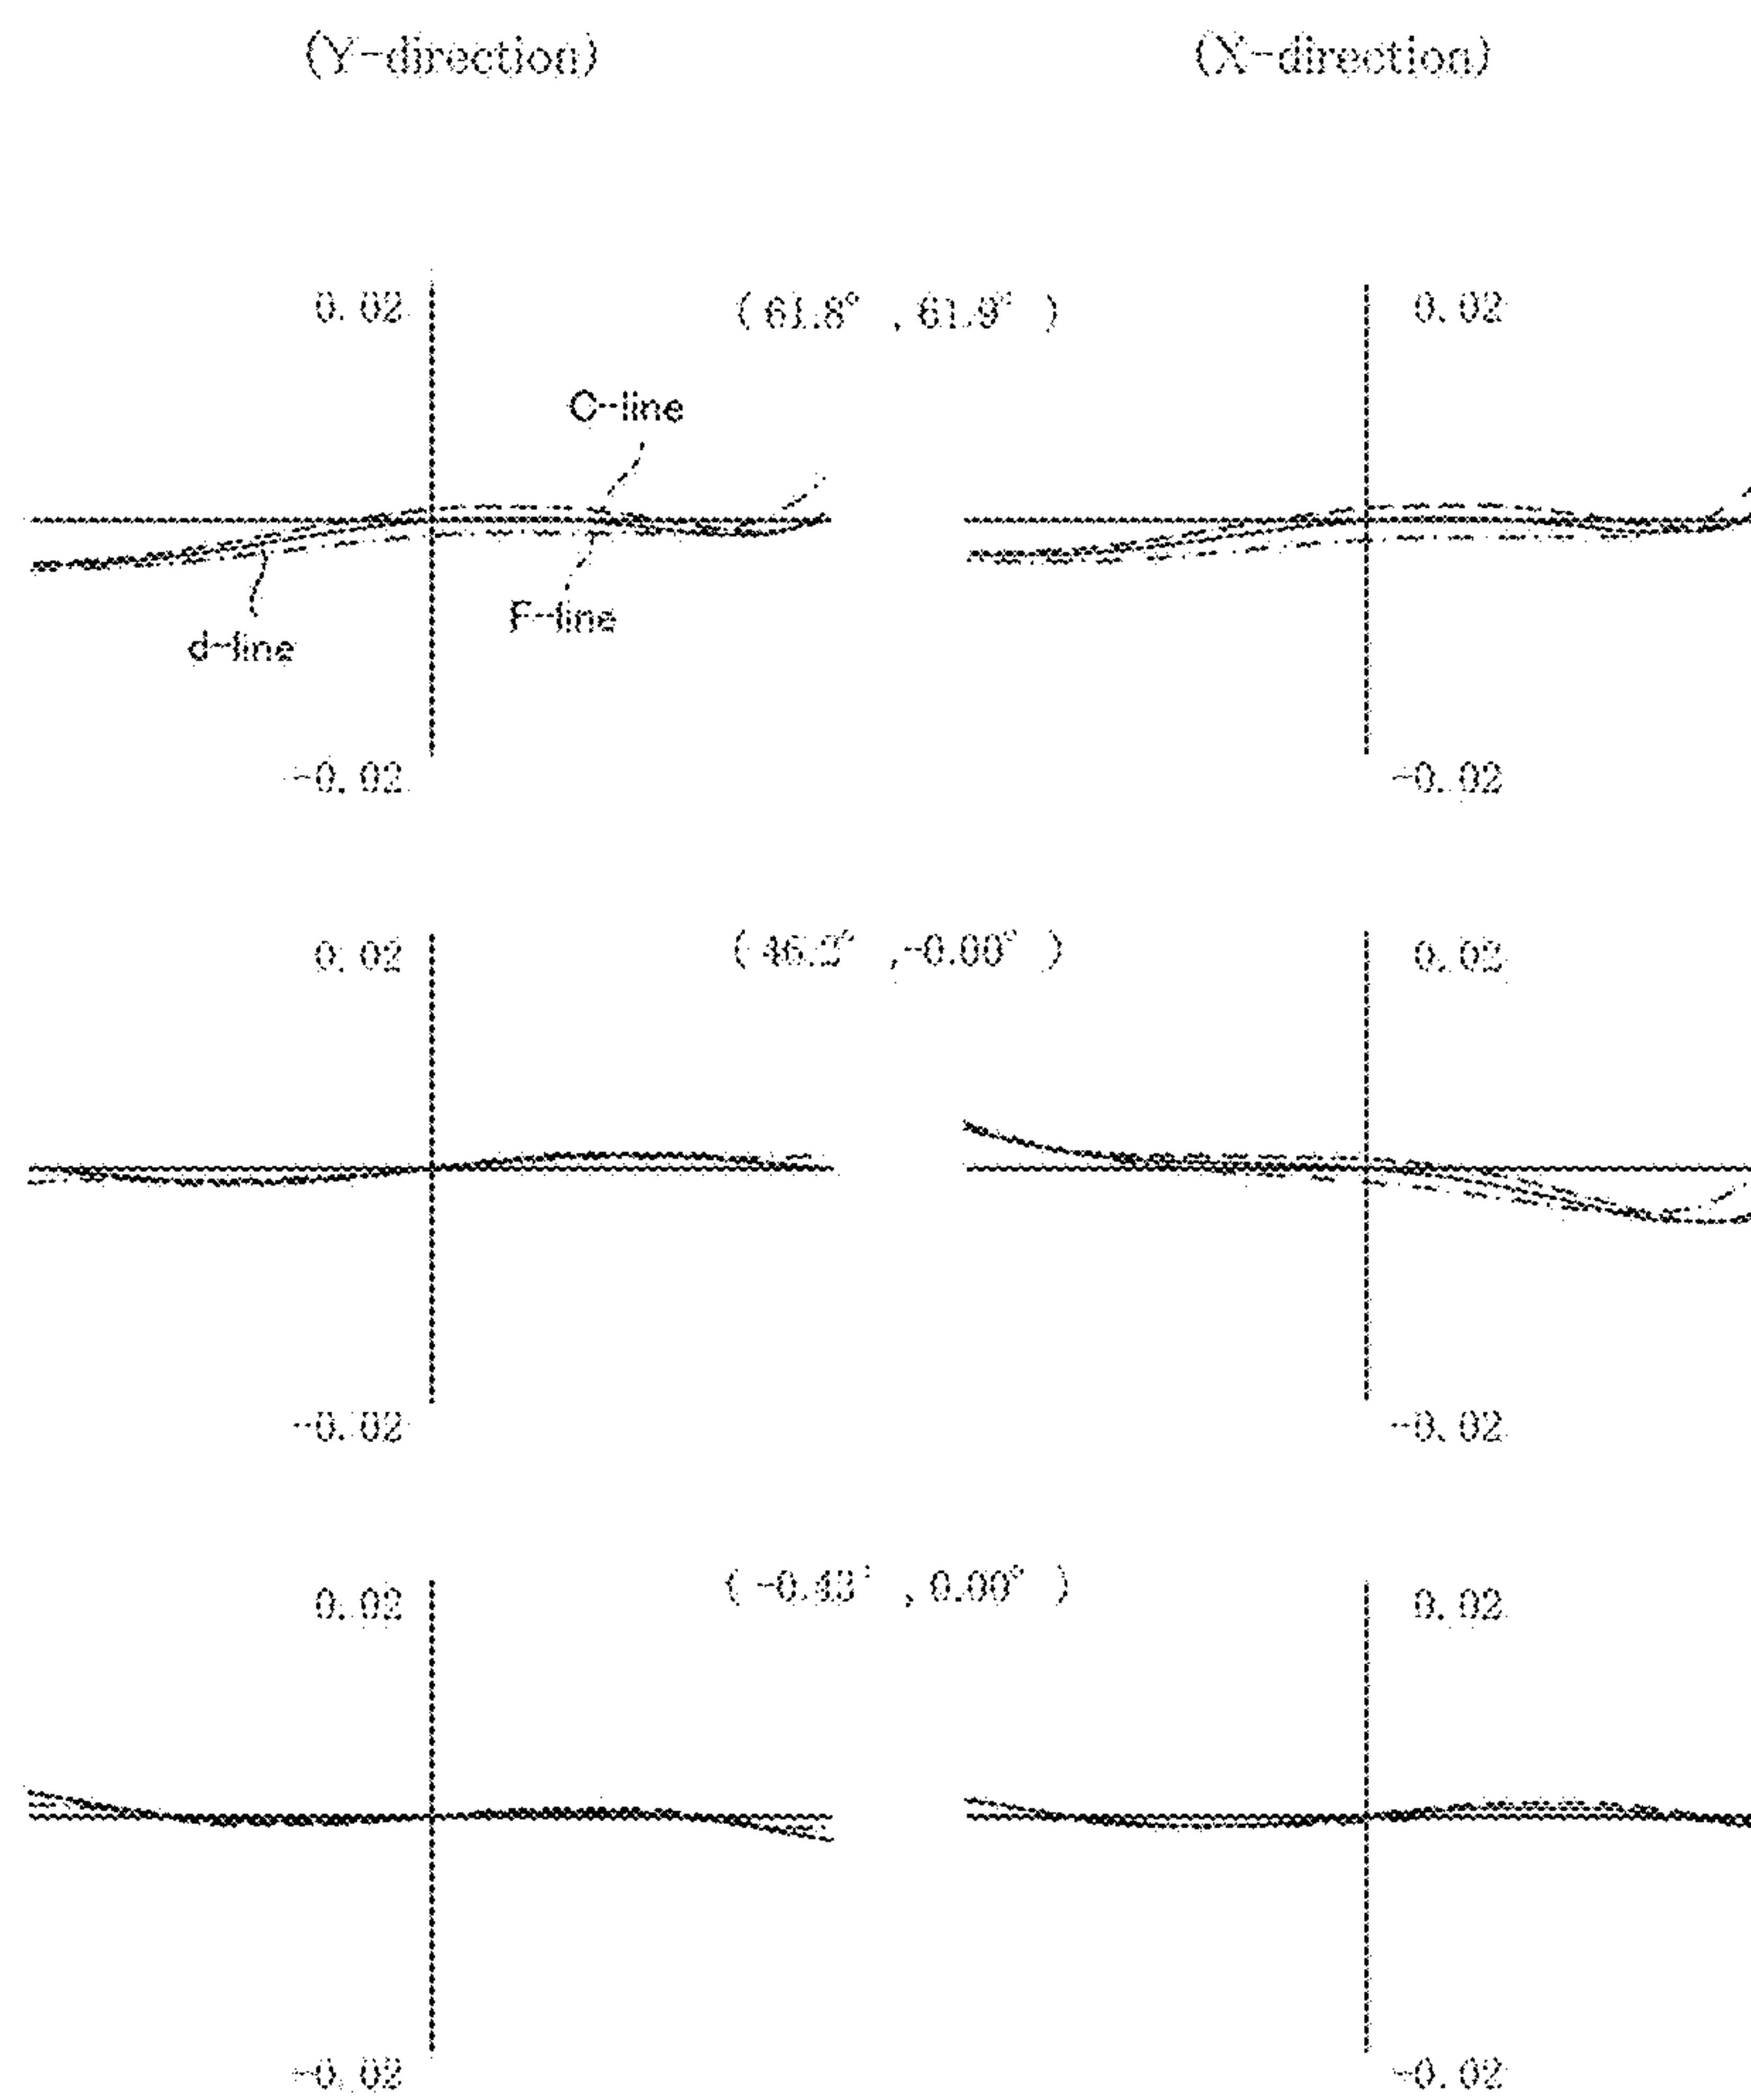 (Y-direction) (X-direction)
0.02 (61.8° , 61.9° ) 0.02
C-line
F-line
d-line
-0.02 -0.02
0.02 (46.2° ,-0.00° ) 0.02
-0.02 -0.02
0.02 (-0.43° , 0.00° ) 0.02
-0.02 -0.02